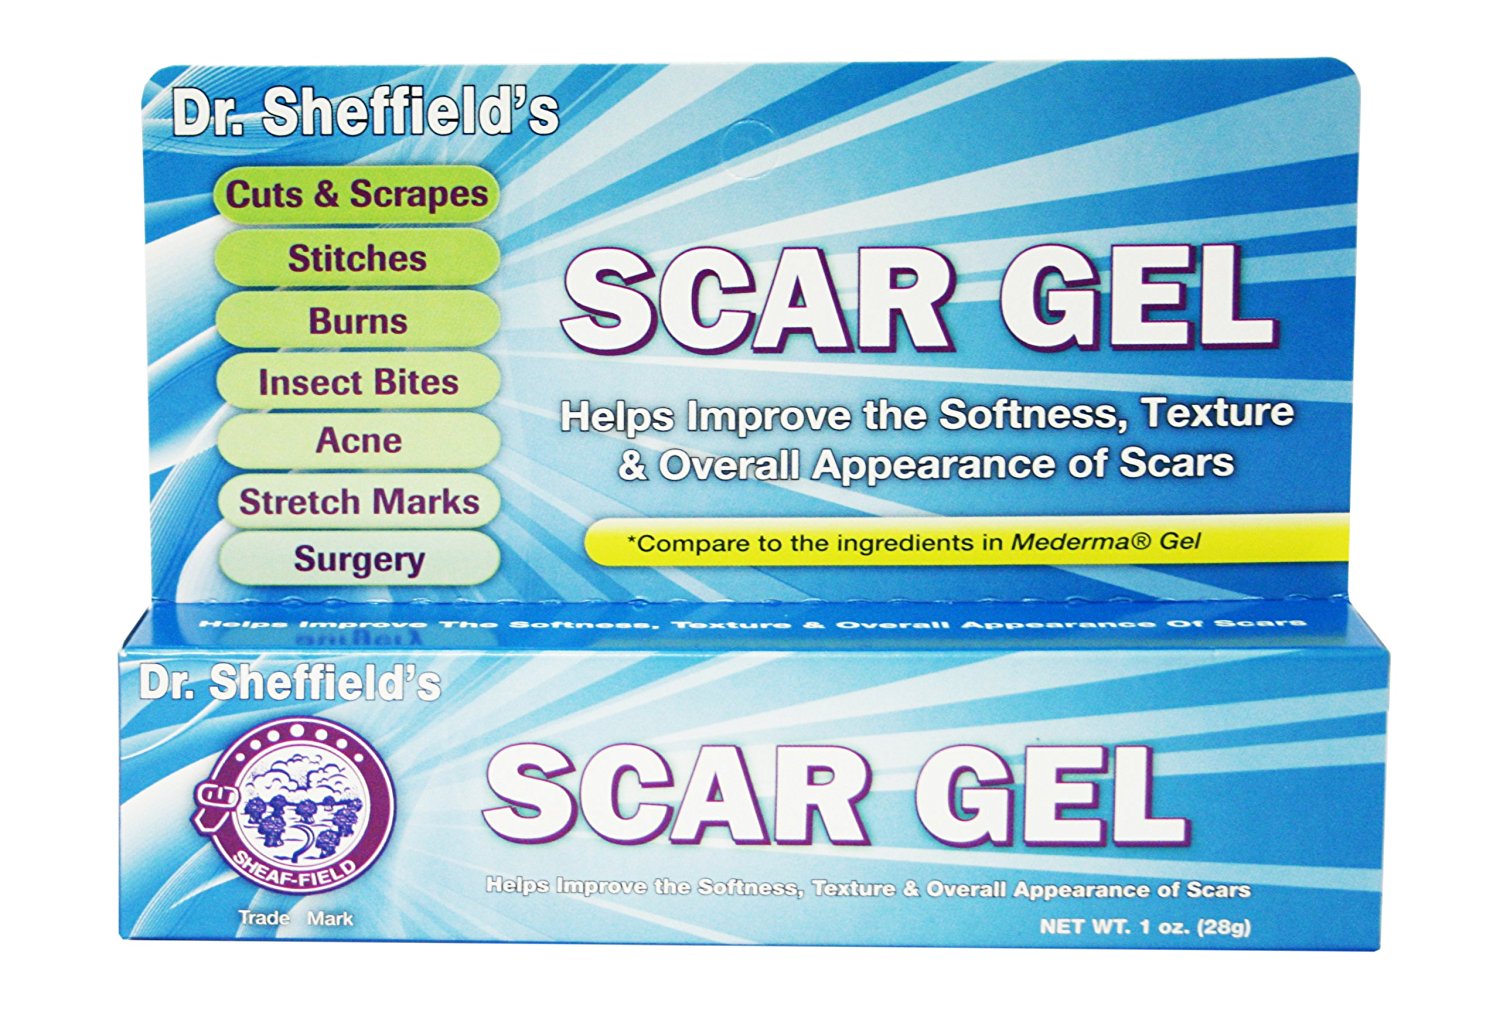 Dr. Sheffield's
Cuts & Scrapes
Stitches
Burns
Insect Bites
Acne
Stretch Marks
Surgery
SCAR GEL
Helps Improve the Softness, Texture
& Overall Appearance of Scars
*Compare to the ingredients in Mederma® Gel
Helps Improve The Softness, Texture & Overall Appearance Of Scars
Dr. Sheffield's
SHEAF-FIELD
Trade Mark
SCAR GEL
Helps Improve the Softness, Texture & Overall Appearance of Scars
NET WT. 1 oz. (28g)